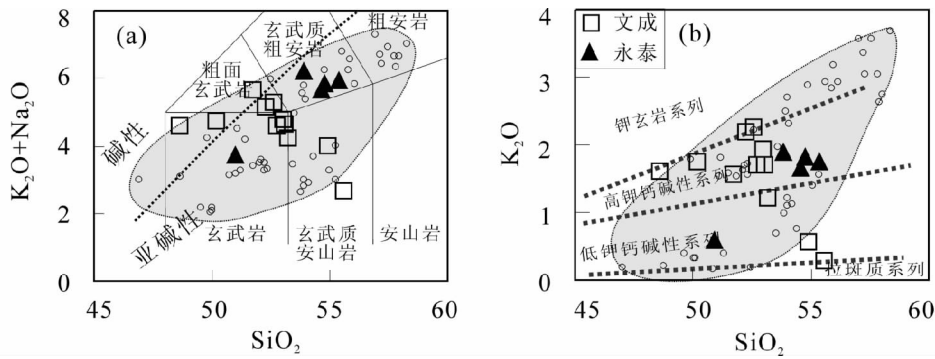 (a)
玄武质
粗安岩
粗安岩
粗面
玄武岩
碱性
亚碱性
玄武岩
玄武质
安山岩
安山岩
K2O+Na2O
8
6
4
2
0
45
50
55
60
SiO2
(b)
文成
永泰
钾玄岩系列
高钾钙碱性系列
低钾钙碱性系列
拉斑质系列
K2O
4
3
2
1
0
45
50
55
60
SiO2